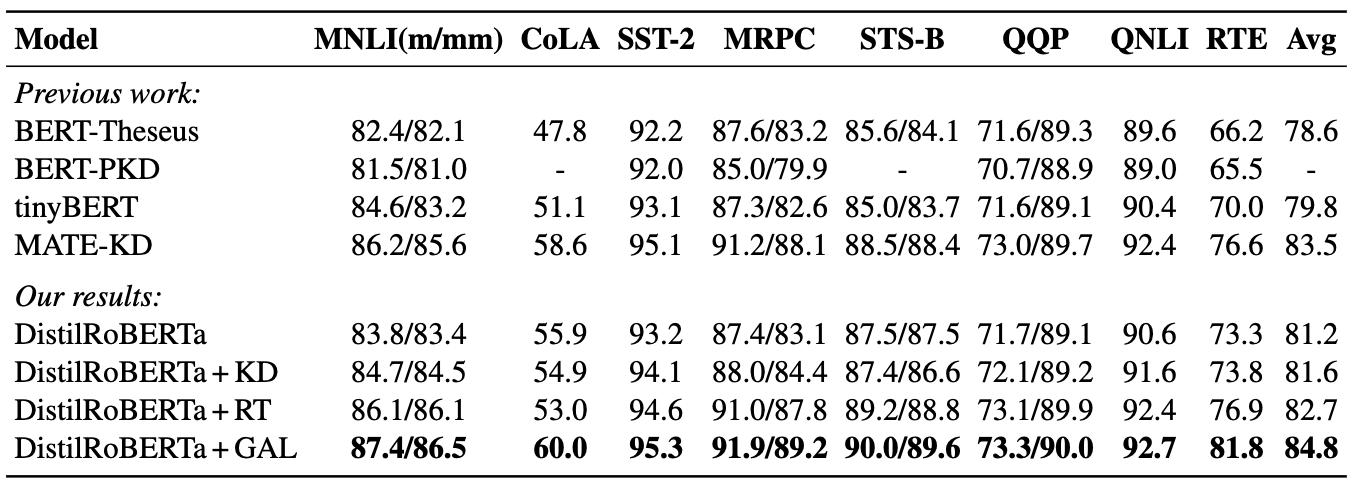 Model MNLI(m/mm) CoLA SST-2 MRPC STS-B QQP QNLI RTE Avg
Previous work:
BERT-Theseus 82.4/82.1 47.8 92.2 87.6/83.2 85.6/84.1 71.6/89.3 89.6 66.2 78.6
BERT-PKD 81.5/81.0 - 92.0 85.0/79.9 - 70.7/88.9 89.0 65.5 -
tinyBERT 84.6/83.2 51.1 93.1 87.3/82.6 85.0/83.7 71.6/89.1 90.4 70.0 79.8
MATE-KD 86.2/85.6 58.6 95.1 91.2/88.1 88.5/88.4 73.0/89.7 92.4 76.6 83.5
Our results:
DistilRoBERTa 83.8/83.4 55.9 93.2 87.4/83.1 87.5/87.5 71.7/89.1 90.6 73.3 81.2
DistilRoBERTa + KD 84.7/84.5 54.9 94.1 88.0/84.4 87.4/86.6 72.1/89.2 91.6 73.8 81.6
DistilRoBERTa + RT 86.1/86.1 53.0 94.6 91.0/87.8 89.2/88.8 73.1/89.9 92.4 76.9 82.7
DistilRoBERTa + GAL 87.4/86.5 60.0 95.3 91.9/89.2 90.0/89.6 73.3/90.0 92.7 81.8 84.8